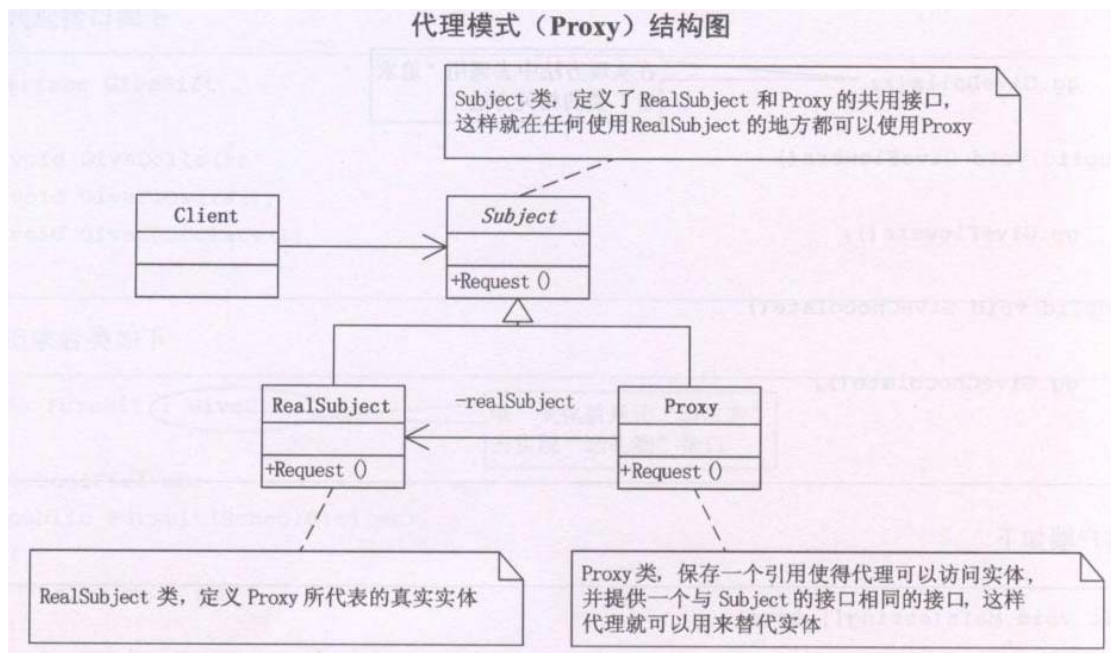 代理模式（Proxy）结构图
Subject 类，定义了 RealSubject 和 Proxy 的共用接口，
这样就在任何使用 RealSubject 的地方都可以使用 Proxy
Client
Subject
+Request()
RealSubject
-realSubject
Proxy
+Request()
+Request()
RealSubject 类，定义 Proxy 所代表的真实实体
Proxy 类，保存一个引用使得代理可以访问实体，
并提供一个与 Subject 的接口相同的接口，这样
代理就可以用来替代实体